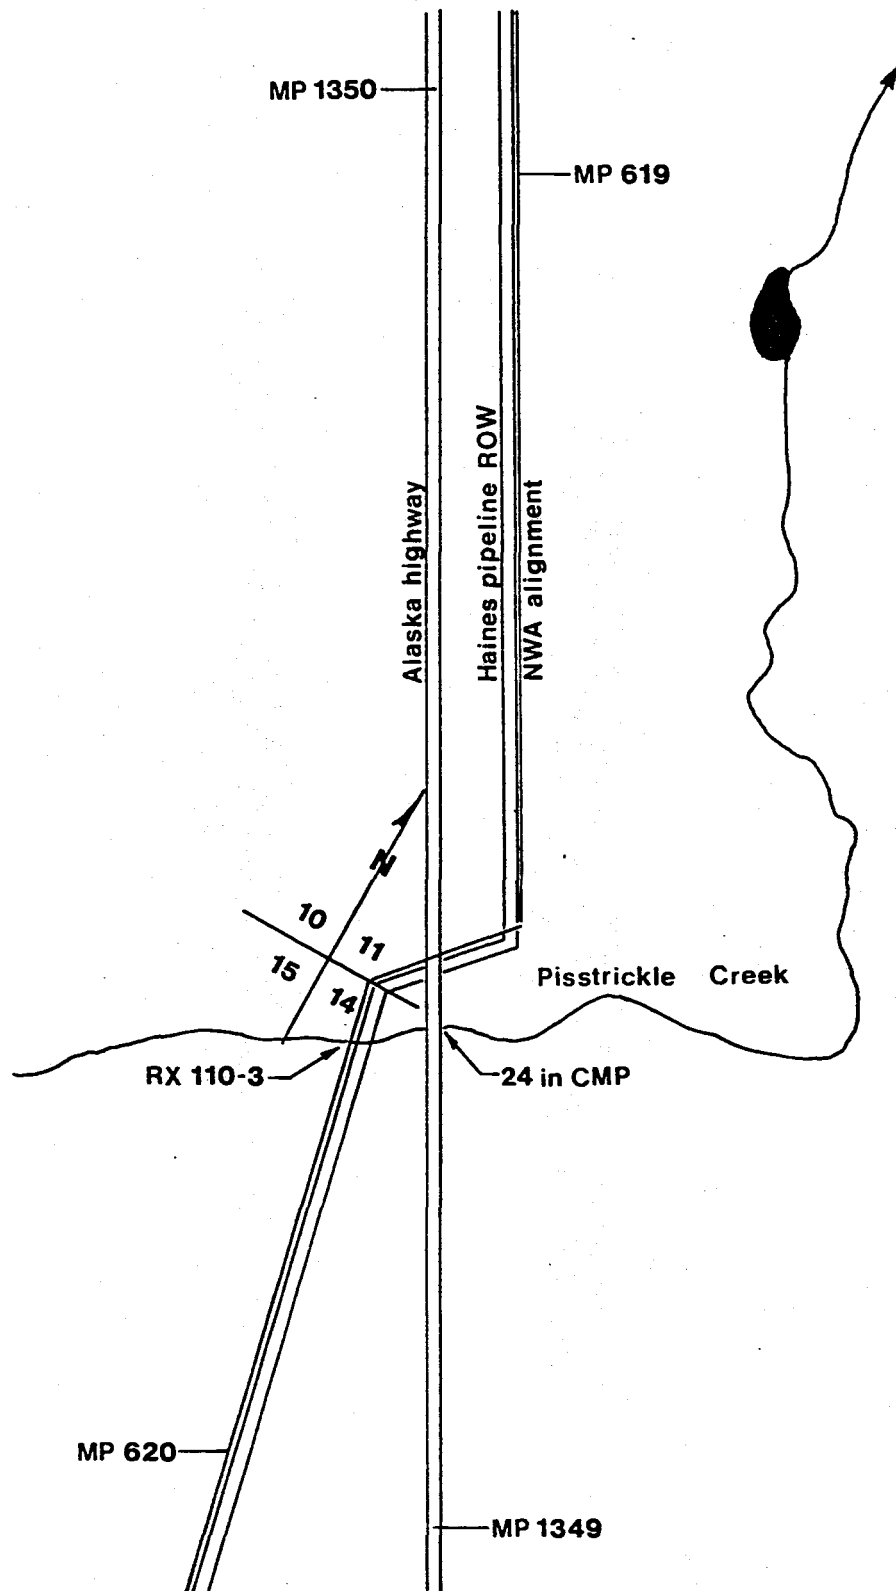 MP 1350
MP 619
Alaska highway
Haines pipeline ROW
NWA alignment
N
10
11
15
14
Pisstrickle Creek
RX 110-3
24 in CMP
MP 620
MP 1349